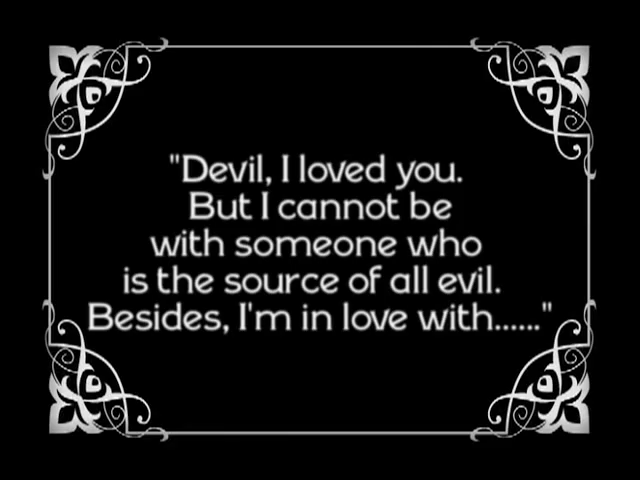 "Devil, I loved you.
But I cannot be
with someone who
is the source of all evil.
Besides, I'm in love with......"